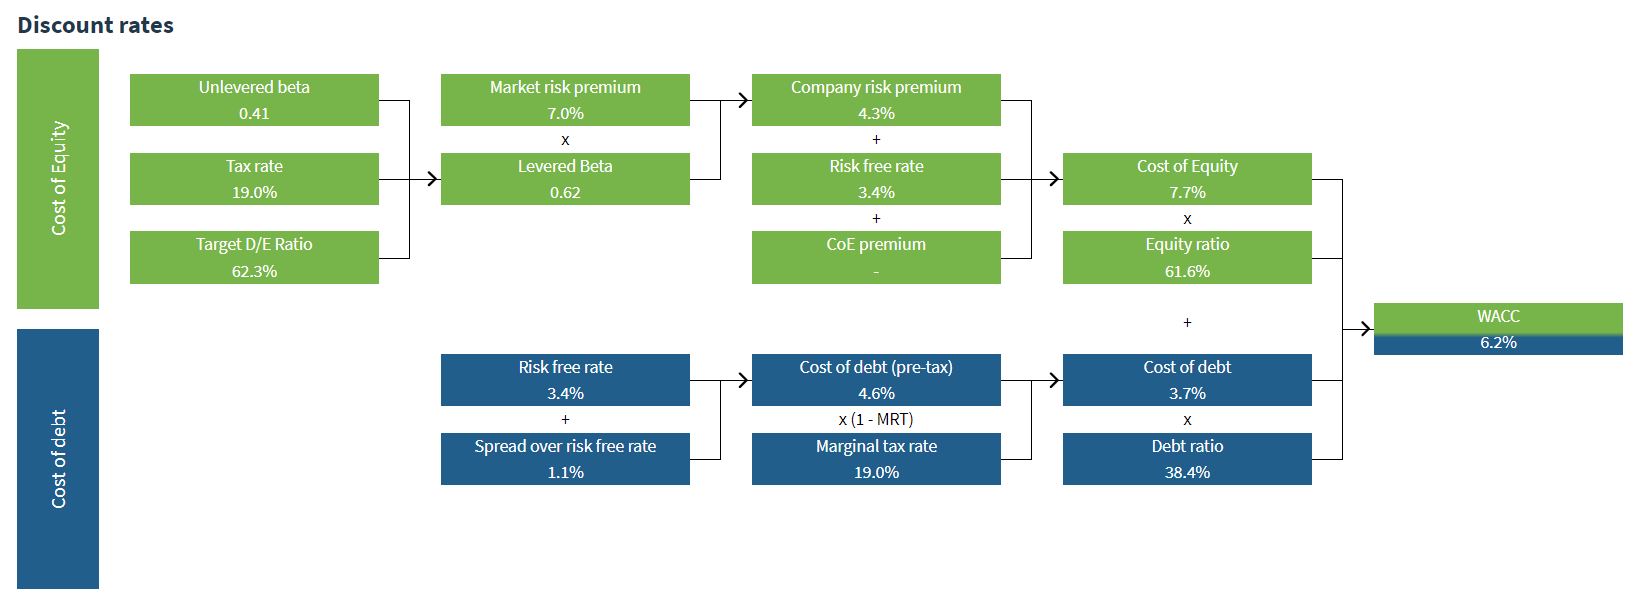 Discount rates
Cost of Equity
Unlevered beta
0.41
Tax rate
19.0%
Target D/E Ratio
62.3%
Market risk premium
7.0%
x
Levered Beta
0.62
Company risk premium
4.3%
+
Risk free rate
3.4%
+
CoE premium
-
Cost of Equity
7.7%
x
Equity ratio
61.6%
+
WACC
6.2%
Cost of debt
Risk free rate
3.4%
+
Spread over risk free rate
1.1%
Cost of debt (pre-tax)
4.6%
x (1 - MRT)
Marginal tax rate
19.0%
Cost of debt
3.7%
x
Debt ratio
38.4%